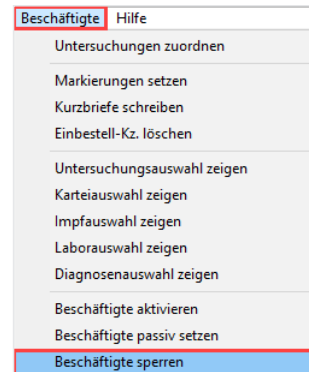 Beschäftigte Hilfe
Untersuchungen zuordnen
Markierungen setzen
Kurzbriefe schreiben
Einbestell-Kz. löschen
Untersuchungsauswahl zeigen
Karteiauswahl zeigen
Impfauswahl zeigen
Laborauswahl zeigen
Diagnosenauswahl zeigen
Beschäftigte aktivieren
Beschäftigte passiv setzen
Beschäftigte sperren